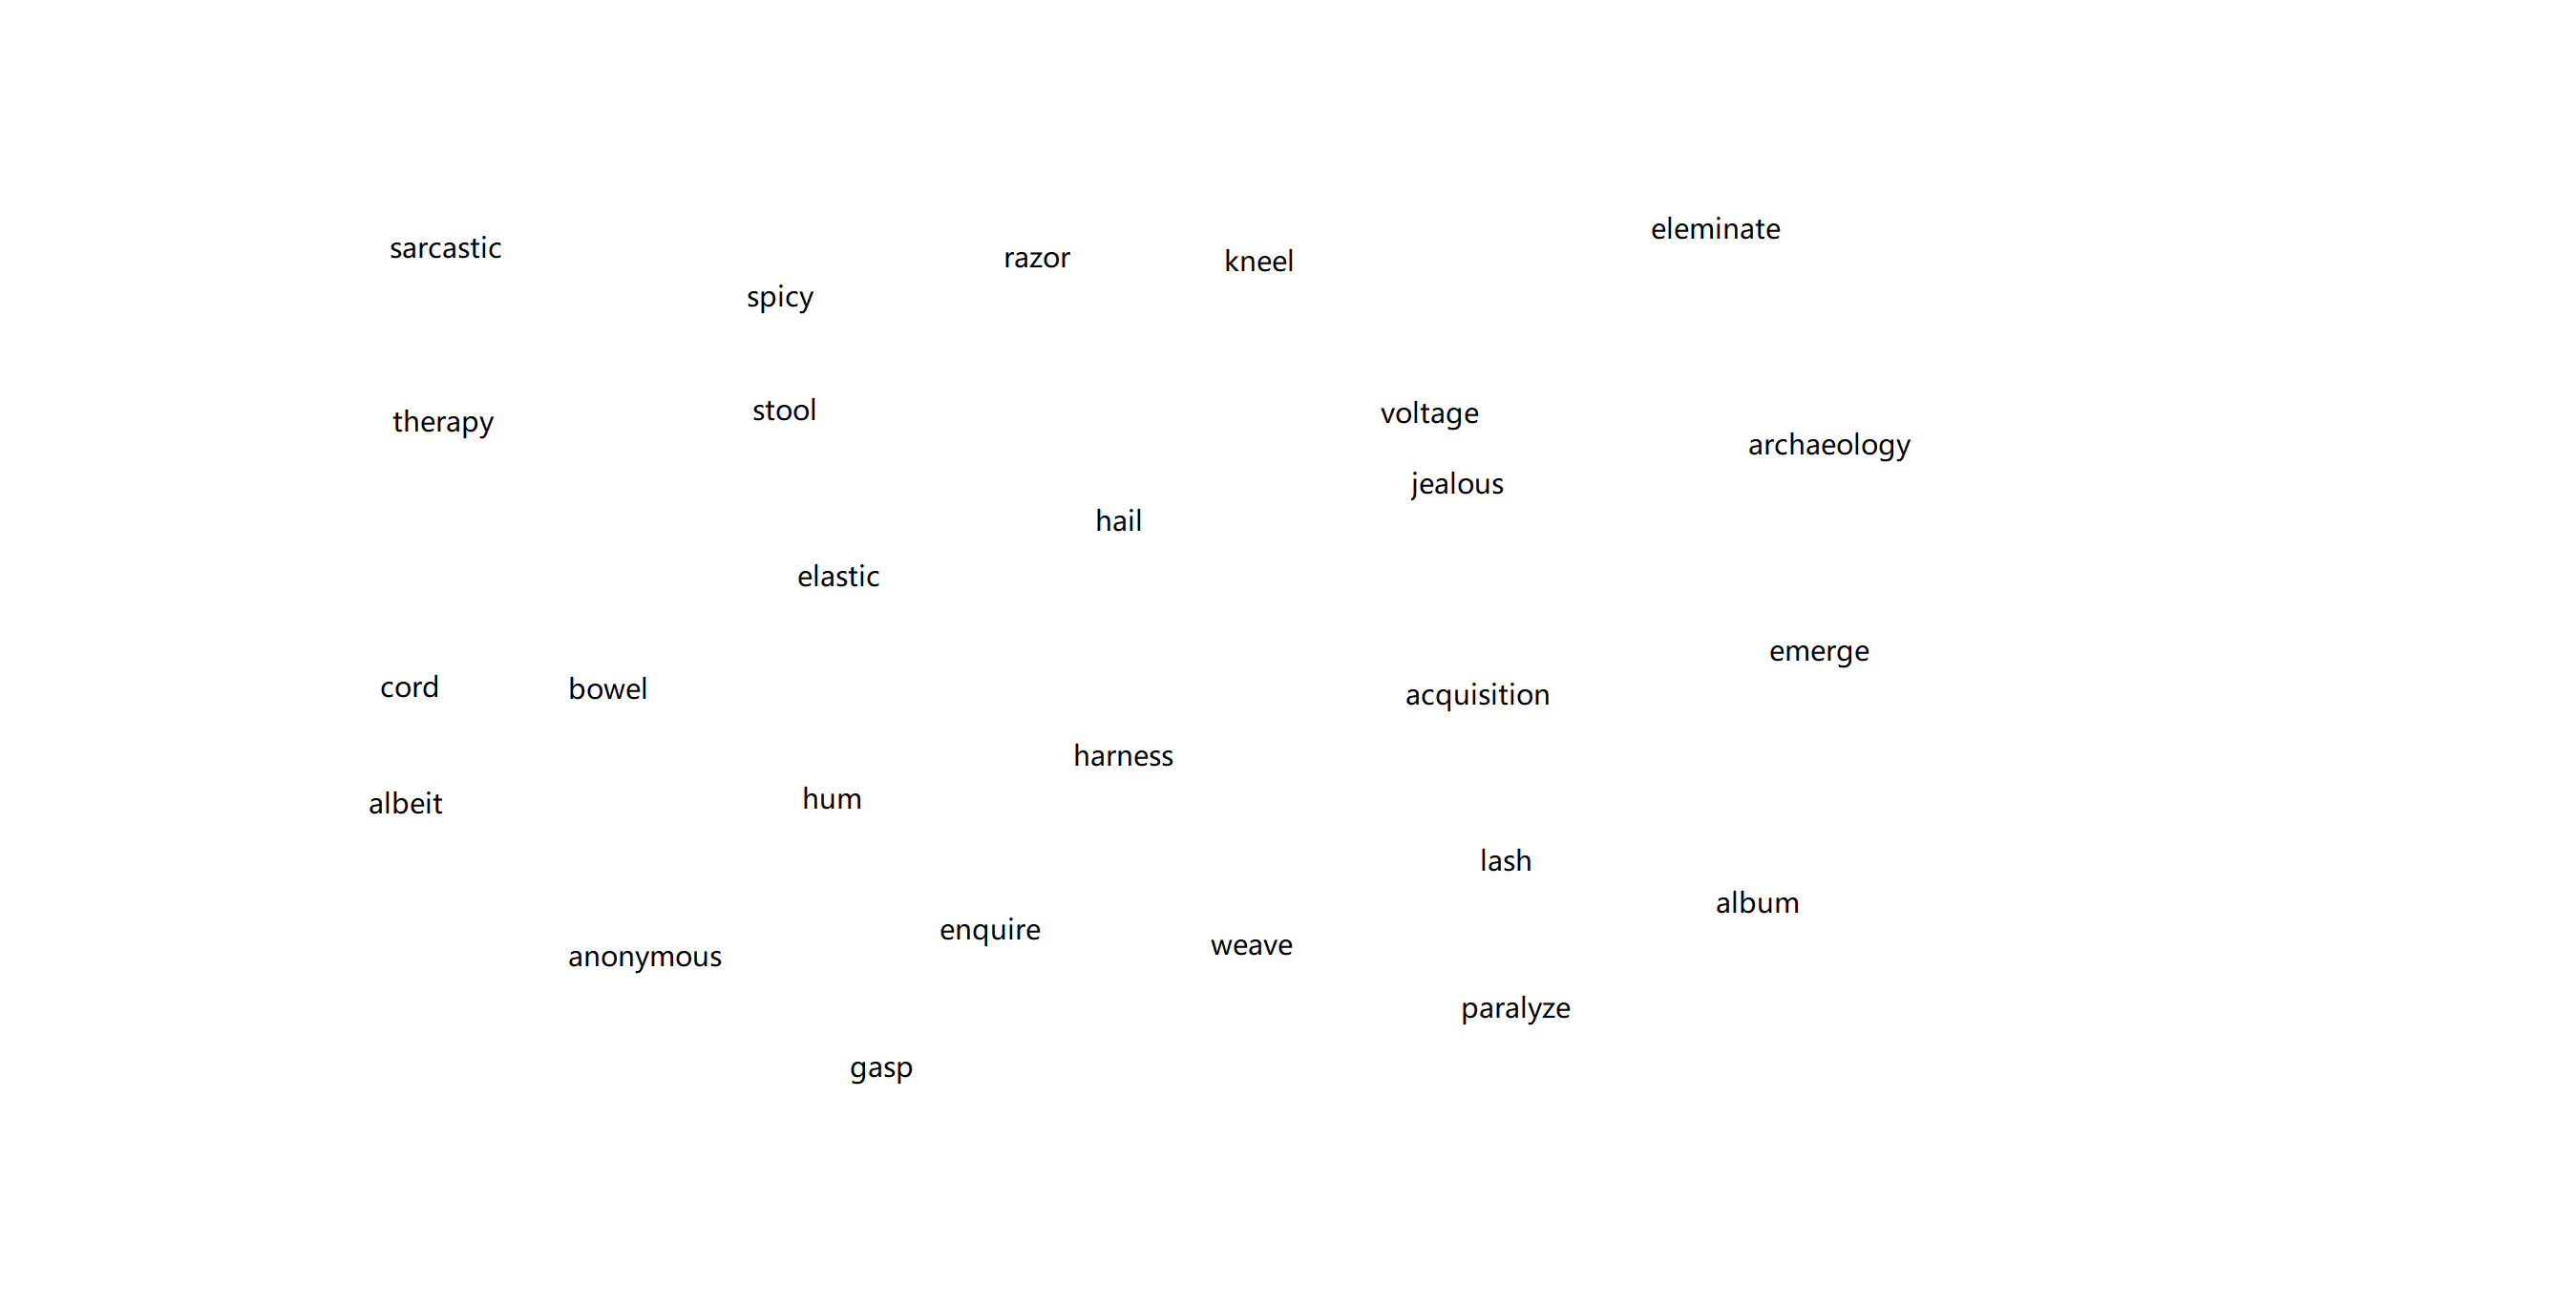 eleminate
sarcastic
razor
kneel
spicy
stool
voltage
therapy
archaeology
jealous
hail
elastic
emerge
cord
bowel
acquisition
harness
hum
albeit
lash
album
enquire
weave
anonymous
paralyze
gasp